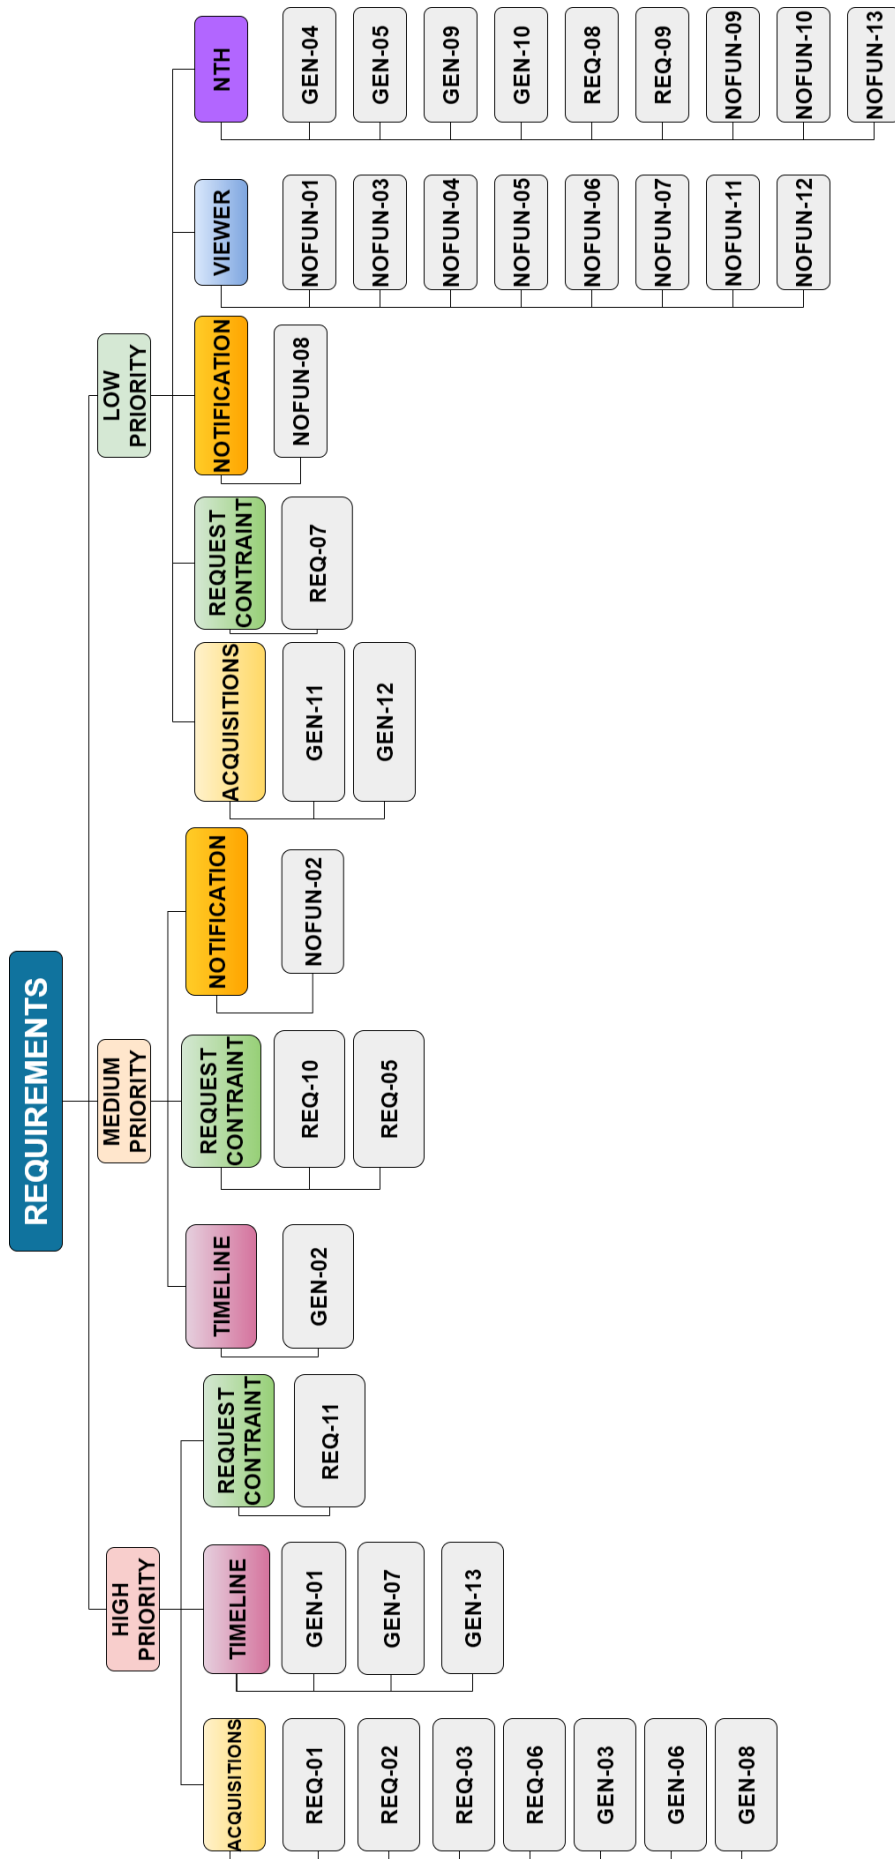 REQUIREMENTS
HIGH
PRIORITY
ACQUISITIONS
REQ-01
REQ-02
REQ-03
REQ-06
GEN-03
GEN-06
GEN-08
TIMELINE
GEN-01
GEN-07
GEN-13
REQUEST
CONTRAINT
REQ-11
MEDIUM
PRIORITY
TIMELINE
GEN-02
REQUEST
CONTRAINT
REQ-10
REQ-05
NOTIFICATION
NOFUN-02
LOW
PRIORITY
ACQUISITIONS
GEN-11
GEN-12
REQUEST
CONTRAINT
REQ-07
NOTIFICATION
NOFUN-08
VIEWER
NOFUN-01
NOFUN-03
NOFUN-04
NOFUN-05
NOFUN-06
NOFUN-07
NOFUN-11
NOFUN-12
NTH
GEN-04
GEN-05
GEN-09
GEN-10
REQ-08
REQ-09
NOFUN-09
NOFUN-10
NOFUN-13